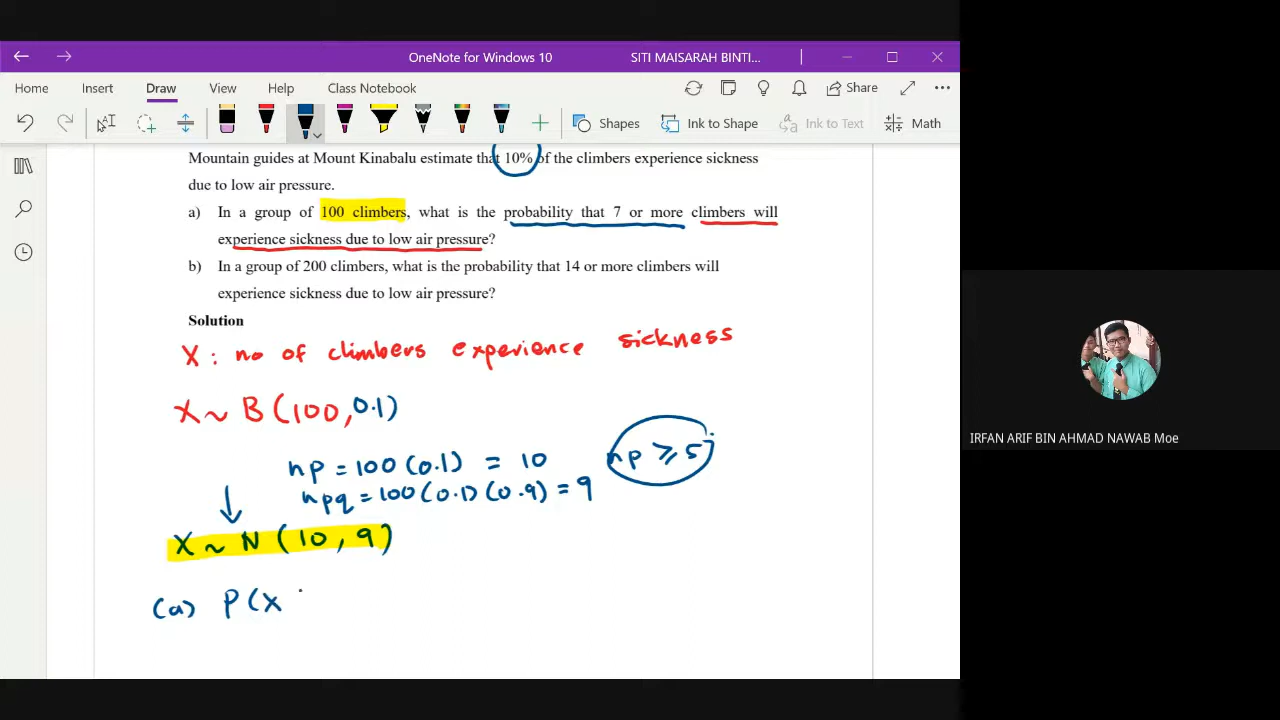 OneNote for Windows 10
SITI MAISARAH BINTI...
Home Insert Draw View Help Class Notebook
Share
Shapes Ink to Shape Ink to Text Math
Mountain guides at Mount Kinabalu estimate that 10% of the climbers experience sickness
due to low air pressure.
a) In a group of 100 climbers, what is the probability that 7 or more climbers will
experience sickness due to low air pressure?
b) In a group of 200 climbers, what is the probability that 14 or more climbers will
experience sickness due to low air pressure?
Solution
X : no of climbers experience sickness
X ~ B (100, 0.1)
np = 100 (0.1) = 10
np ≥ 5
npq = 100 (0.1) (0.9) = 9
X ~ N (10, 9)
(a) P(X
IRFAN ARIF BIN AHMAD NAWAB Moe